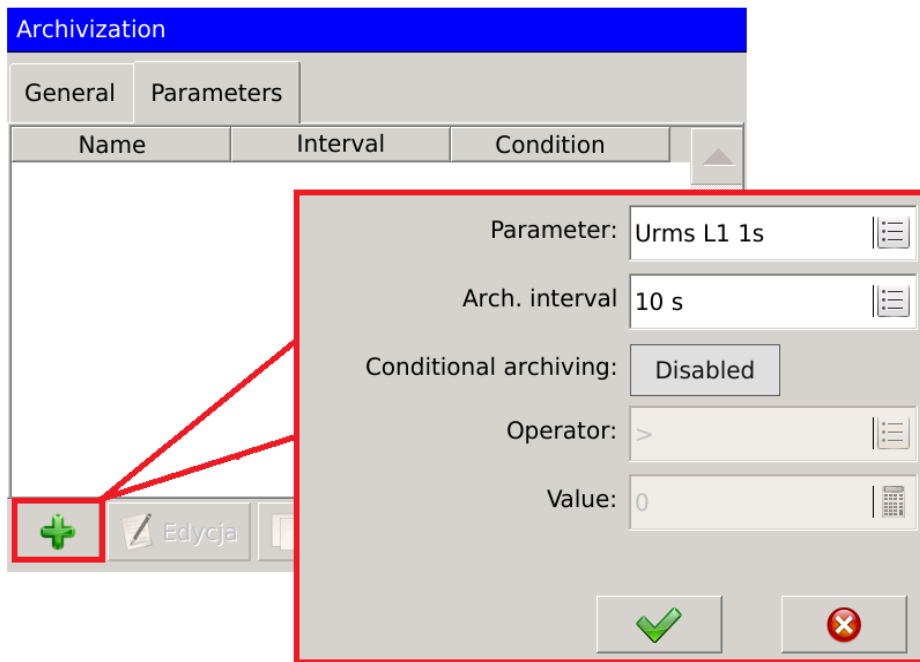 Archivization
General Parameters
Name Interval Condition
Parameter: Urms L1 1s
Arch. interval 10 s
Conditional archiving: Disabled
Operator: >
Value: 0
Edycja